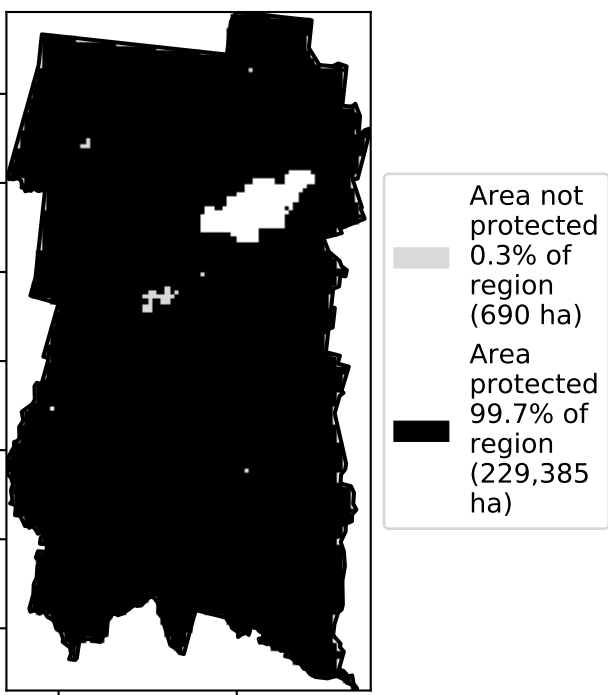 Area not
protected
0.3% of
region
(690 ha)
Area
protected
99.7% of
region
(229,385
ha)